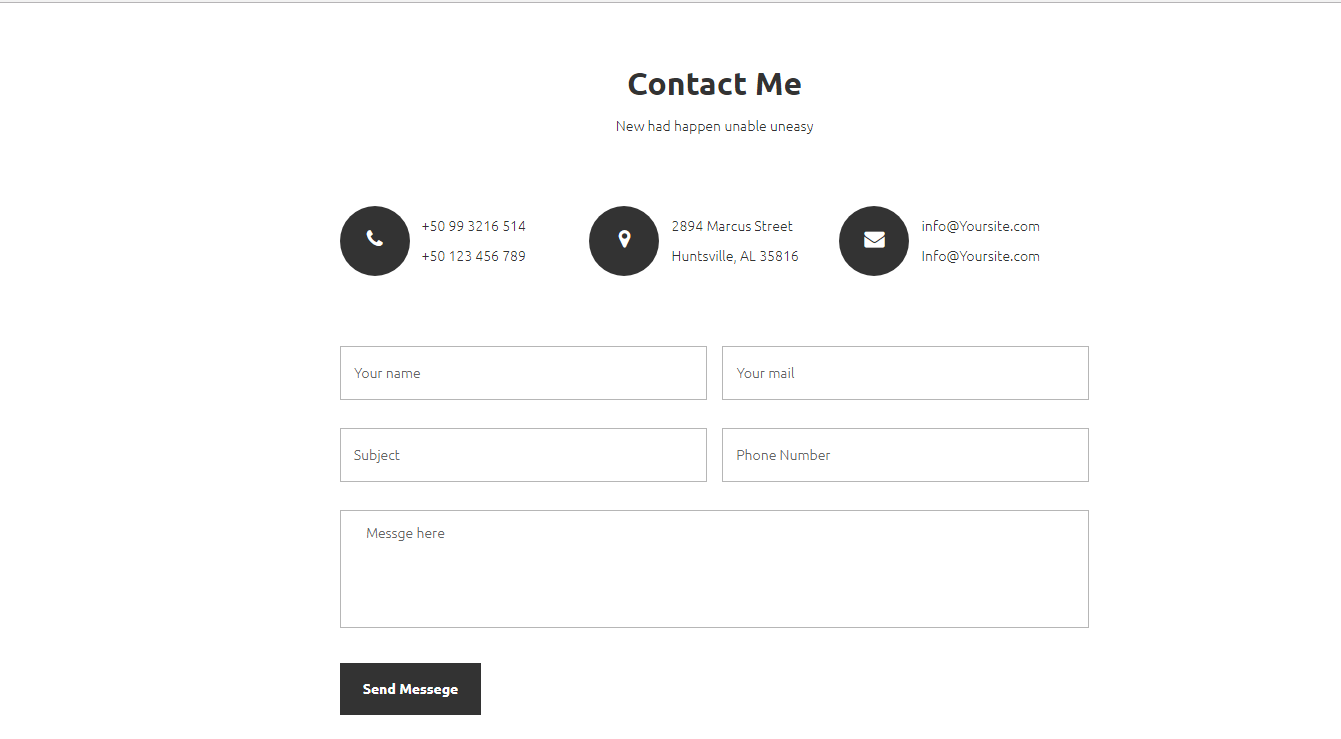 Contact Me
New had happen unable uneasy
+50 99 3216 514
+50 123 456 789
2894 Marcus Street
Huntsville, AL 35816
info@Yoursite.com
Info@Yoursite.com
Your name
Your mail
Subject
Phone Number
Messge here
Send Messege